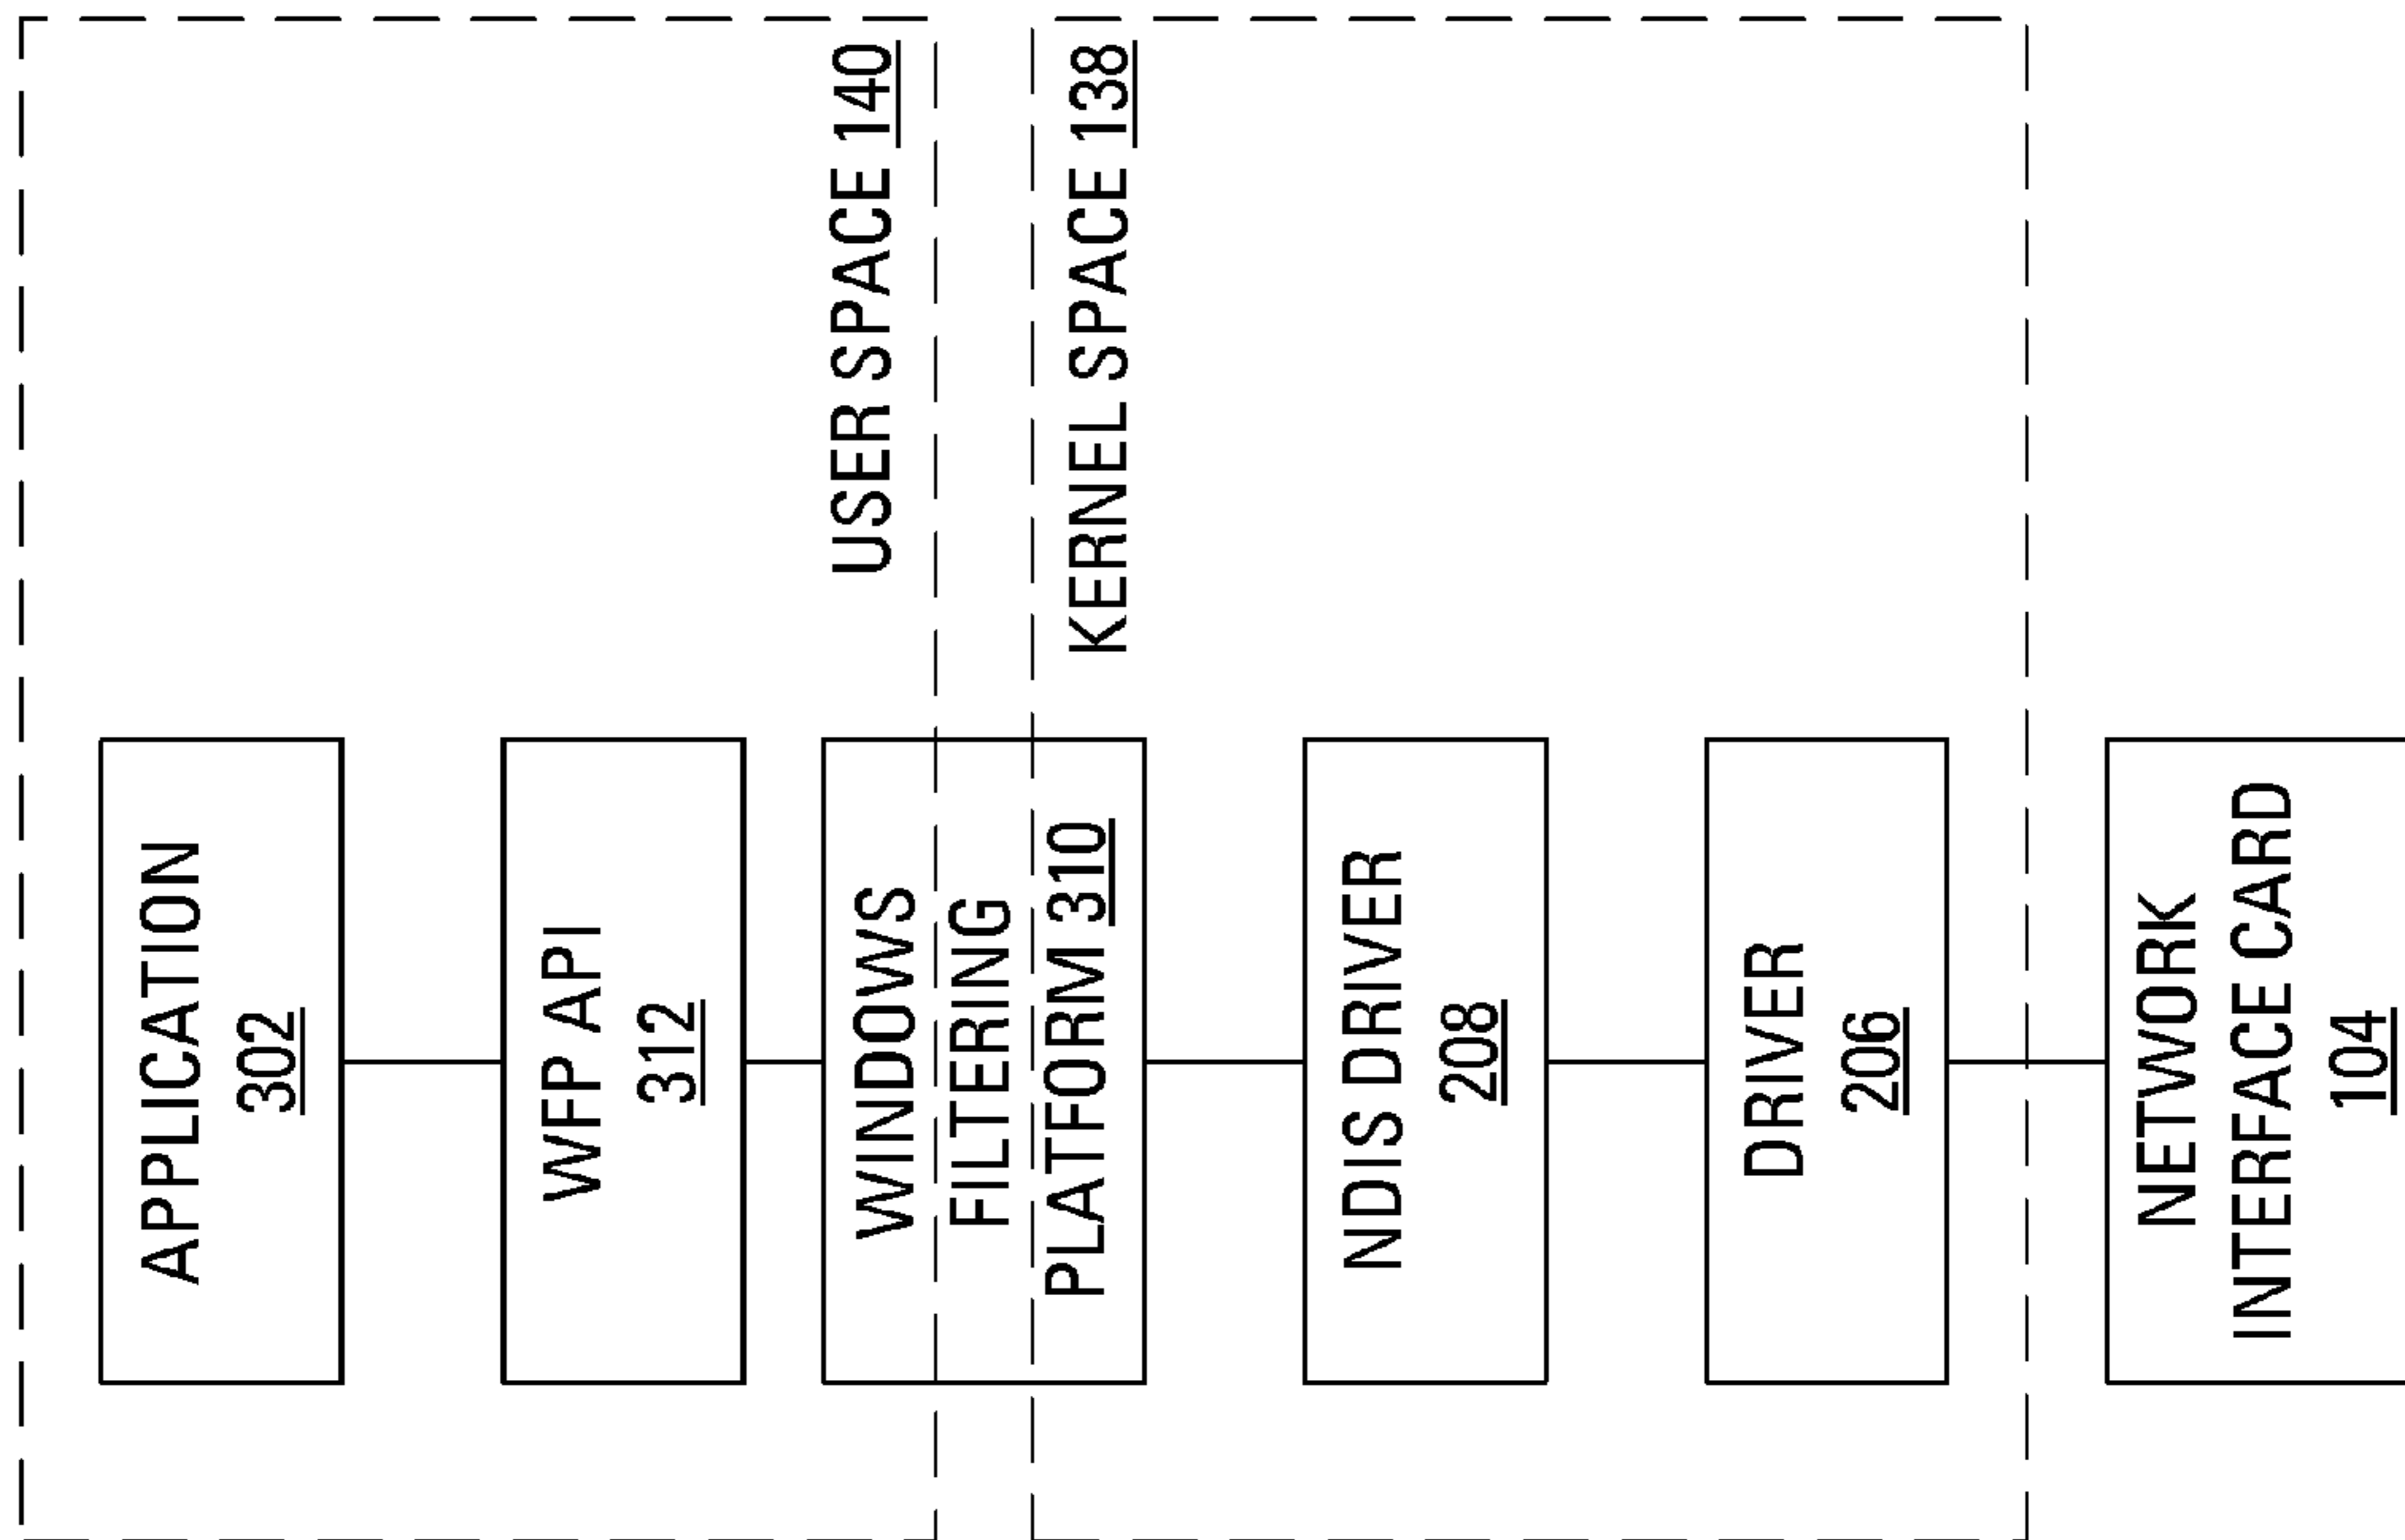 APPLICATION
302
WFP API
312
USER SPACE 140
WINDOWS
FILTERING
PLATFORM 310
KERNEL SPACE 138
NDIS DRIVER
208
DRIVER
206
NETWORK
INTERFACE CARD
104